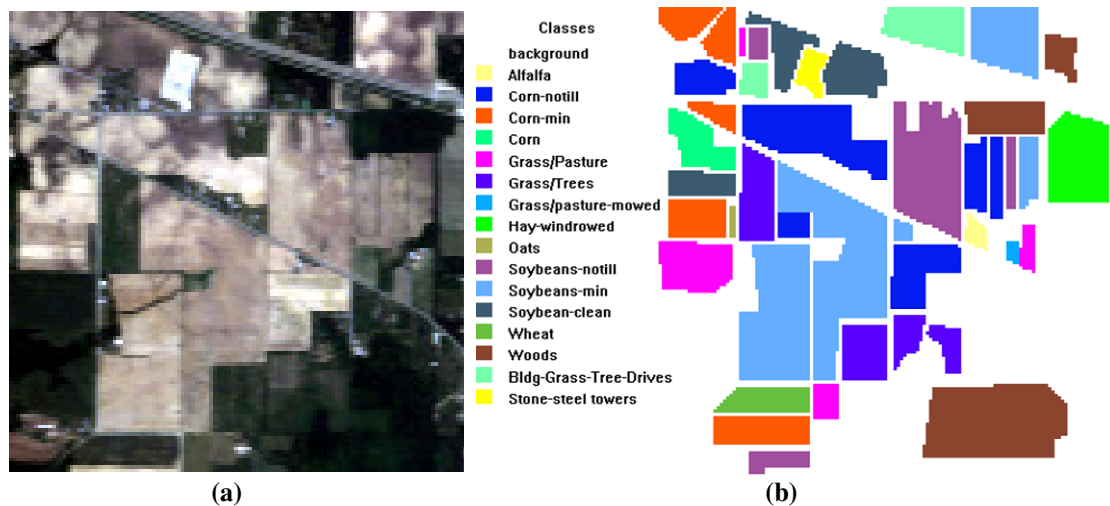 Classes
background
Alfalfa
Corn-notill
Corn-min
Corn
Grass/Pasture
Grass/Trees
Grass/pasture-mowed
Hay-windrowed
Oats
Soybeans-notill
Soybeans-min
Soybean-clean
Wheat
Woods
Bldg-Grass-Tree-Drives
Stone-steel towers
(a)
(b)